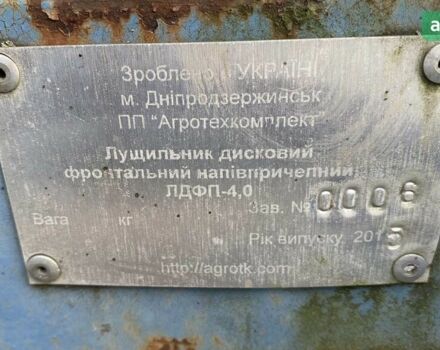 Зроблено в УКРАЇНІ
м. Дніпродзержинськ
ПП "Агротехкомплект"
Лущильник дисковий
фронтальний напівпричепний
ЛДФП-4,0
Вага кг
Зав. № 0006
Рік випуску 2015
http://agrotk.com